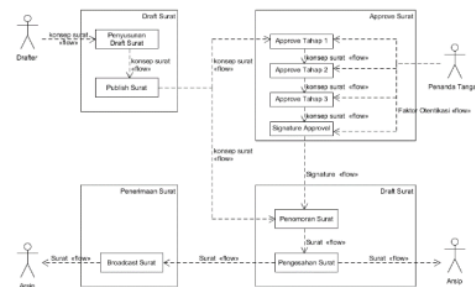 Draft Surat
Approve Surat
Penyusunan
Draft Surat
konsep surat
«flow»
Drafter
konsep surat
«flow»
Publish Surat
Approve Tahap 1
konsep surat «flow»
Approve Tahap 2
konsep surat «flow»
Approve Tahap 3
konsep surat «flow»
Signature Approval
konsep surat
«flow»
Penanda Tanga
Faktor Otentikasi «flow»
konsep surat
«flow»
Signature «flow»
Penerimaan Surat
Draft Surat
Penomoran Surat
Surat «flow»
Broadcast Surat
Surat «flow»
Surat «flow»
Pengesahan Surat
Surat «flow»
Arsip
Arsip